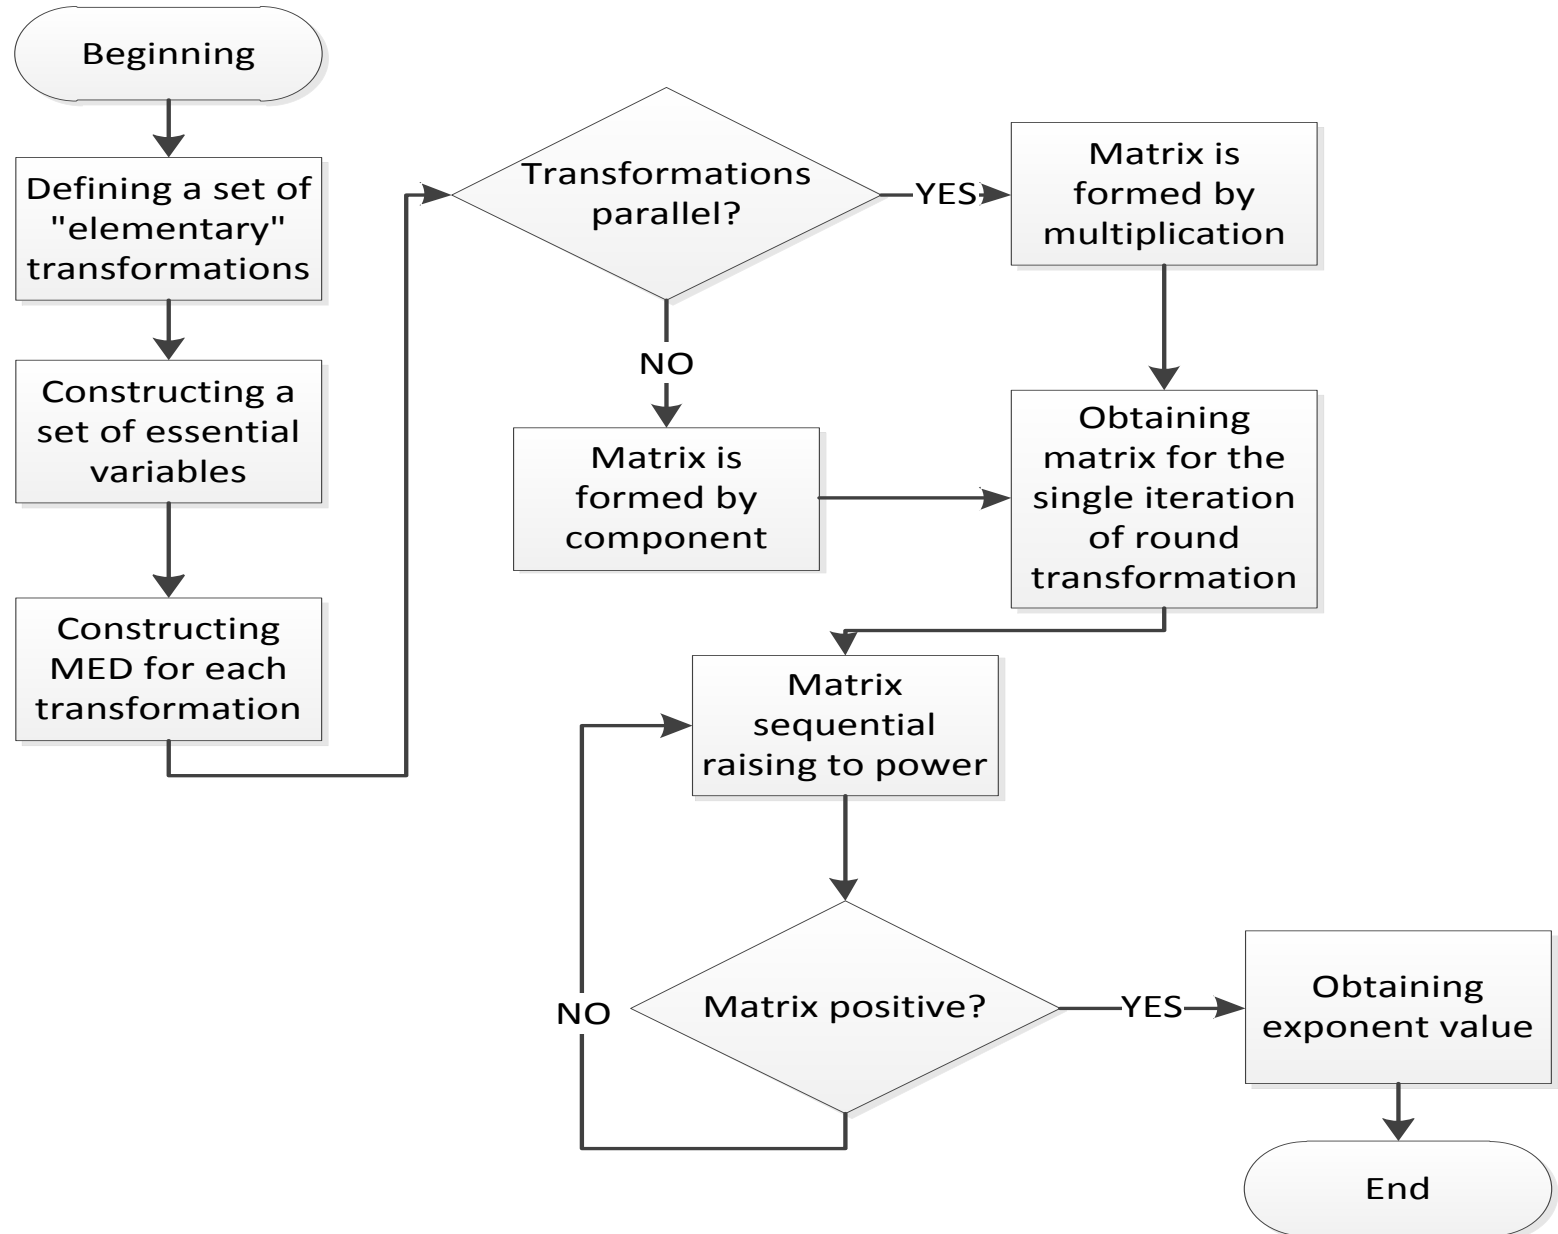 Beginning
Defining a set of
"elementary"
transformations
Constructing a
set of essential
variables
Constructing
MED for each
transformation
Transformations
parallel?
YES
Matrix is
formed by
multiplication
NO
Matrix is
formed by
component
Obtaining
matrix for the
single iteration
of round
transformation
Matrix
sequential
raising to power
Matrix positive?
NO
YES
Obtaining
exponent value
End